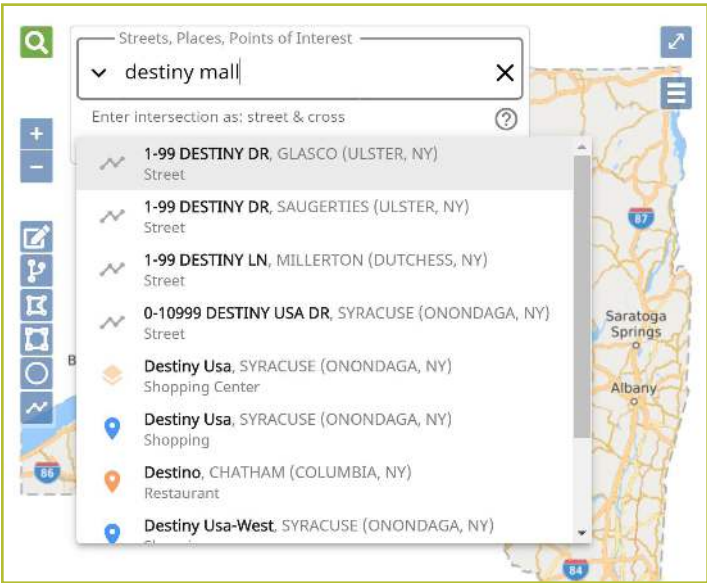 Streets, Places, Points of Interest
destiny mall
Enter intersection as: street & cross
1-99 DESTINY DR, GLASCO (ULSTER, NY)
Street
1-99 DESTINY DR, SAUGERTIES (ULSTER, NY)
Street
1-99 DESTINY LN, MILLERTON (DUTCHESS, NY)
Street
0-10999 DESTINY USA DR, SYRACUSE (ONONDAGA, NY)
Street
Destiny Usa, SYRACUSE (ONONDAGA, NY)
Shopping Center
Destiny Usa, SYRACUSE (ONONDAGA, NY)
Shopping
Destino, CHATHAM (COLUMBIA, NY)
Restaurant
Destiny Usa-West, SYRACUSE (ONONDAGA, NY)
87
Saratoga
Springs
Albany
B
86
84